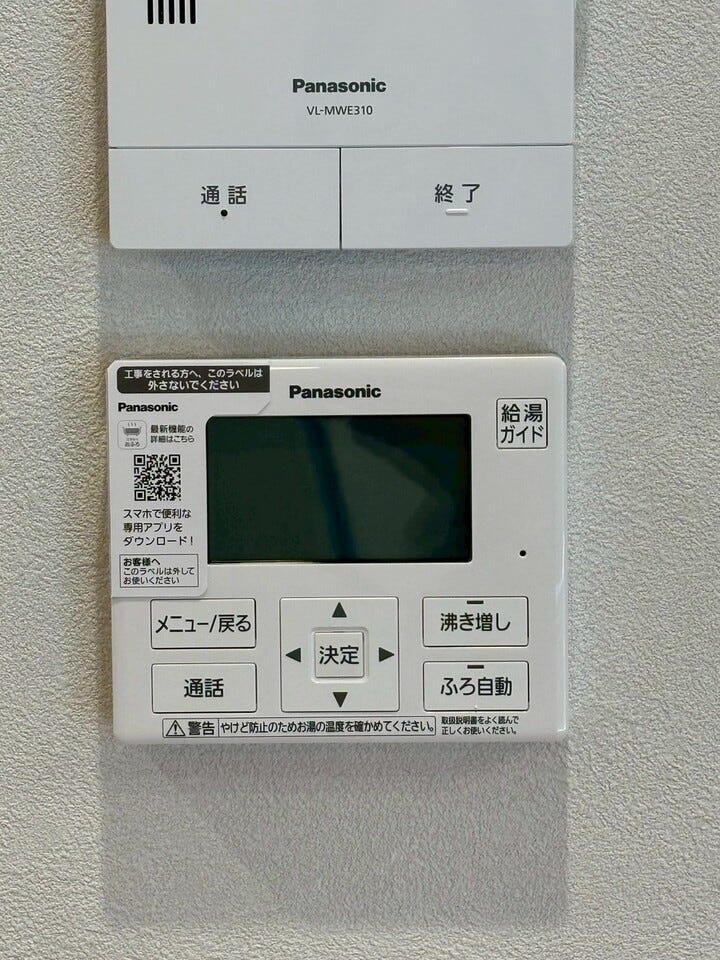 Panasonic
VL-MWE310
通話
終了
工事をされる方へ、このラベルは
外さないでください
Panasonic
Panasonic
最新機能の
詳細はこちら
スマホで便利な
専用アプリを
ダウンロード!
お客様へ
このラベルは外して
お使いください
給湯
ガイド
メニュー/戻る
決定
沸き増し
通話
ふろ自動
警告
やけど防止のためお湯の温度を確かめてください。
取扱説明書をよく読んで
正しくお使いください。